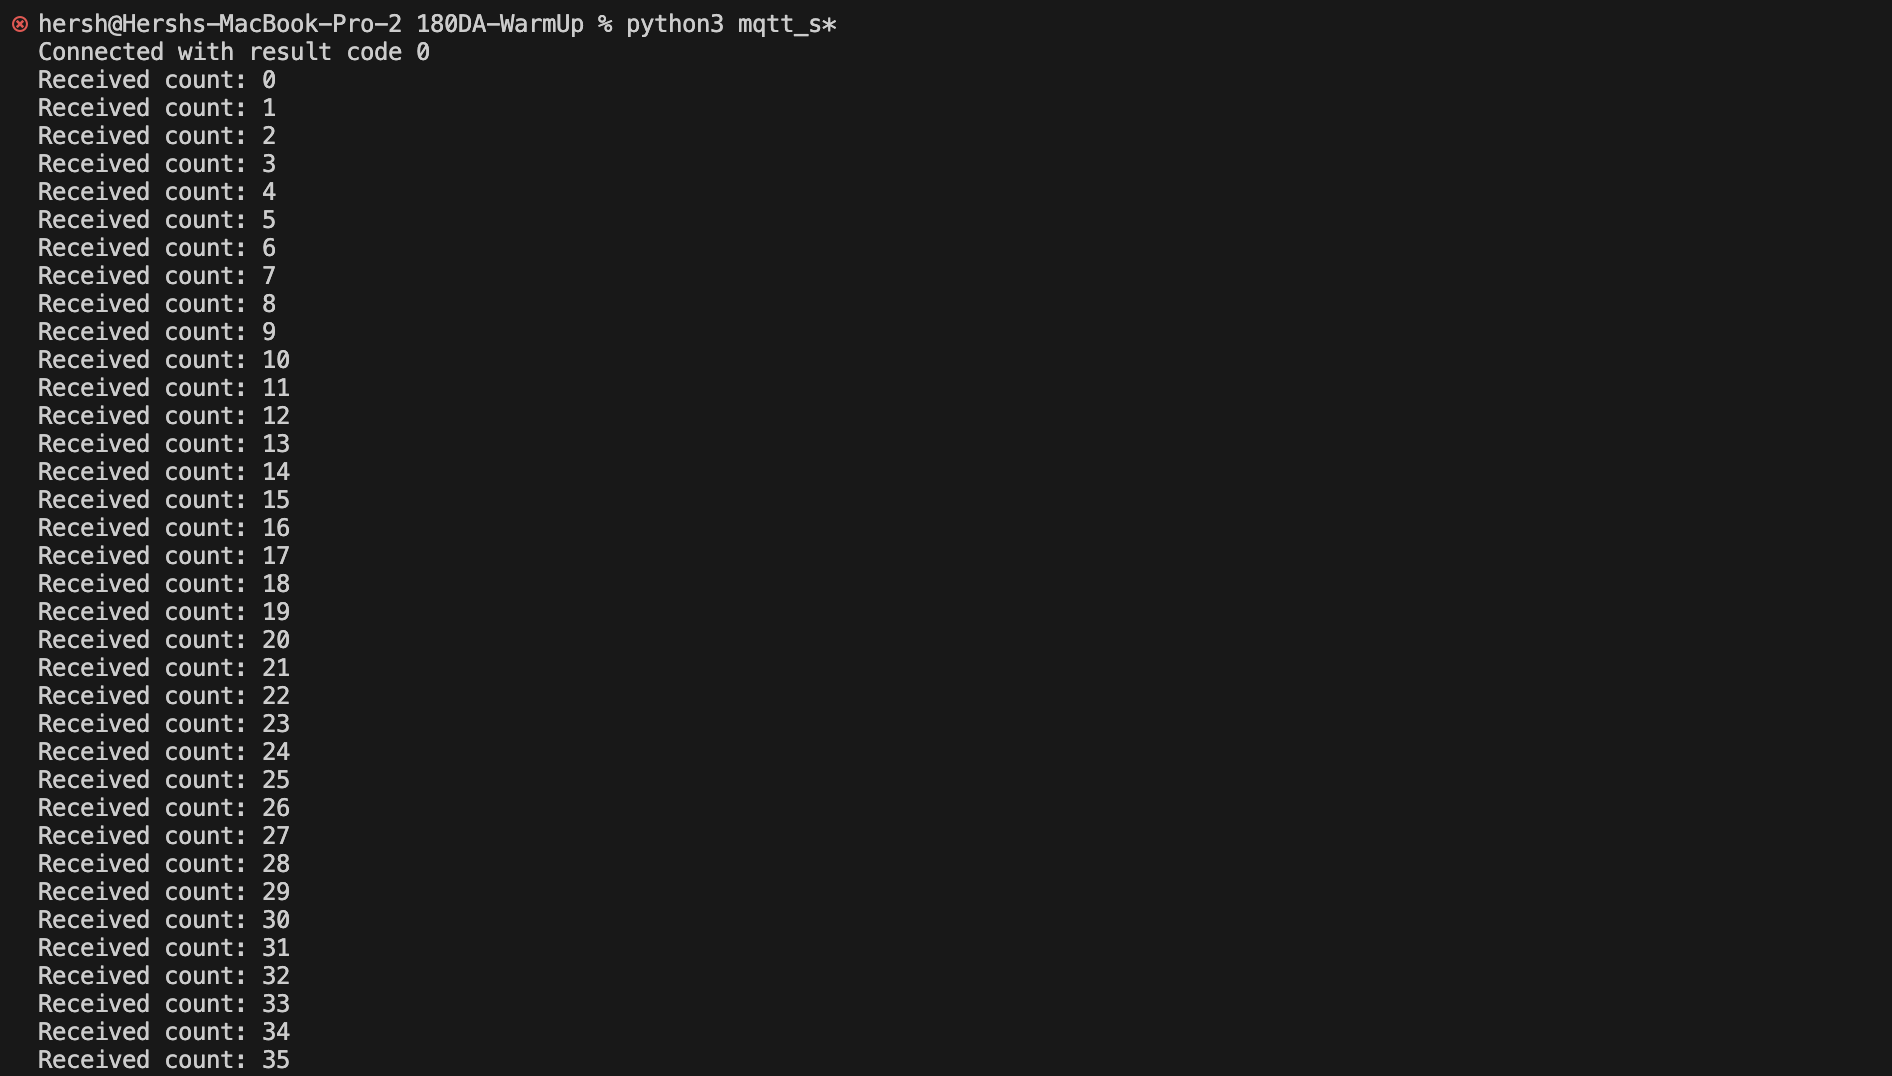 hersh@Hershs-MacBook-Pro-2 180DA-WarmUp % python3 mqtt_s*
Connected with result code 0
Received count: 0
Received count: 1
Received count: 2
Received count: 3
Received count: 4
Received count: 5
Received count: 6
Received count: 7
Received count: 8
Received count: 9
Received count: 10
Received count: 11
Received count: 12
Received count: 13
Received count: 14
Received count: 15
Received count: 16
Received count: 17
Received count: 18
Received count: 19
Received count: 20
Received count: 21
Received count: 22
Received count: 23
Received count: 24
Received count: 25
Received count: 26
Received count: 27
Received count: 28
Received count: 29
Received count: 30
Received count: 31
Received count: 32
Received count: 33
Received count: 34
Received count: 35